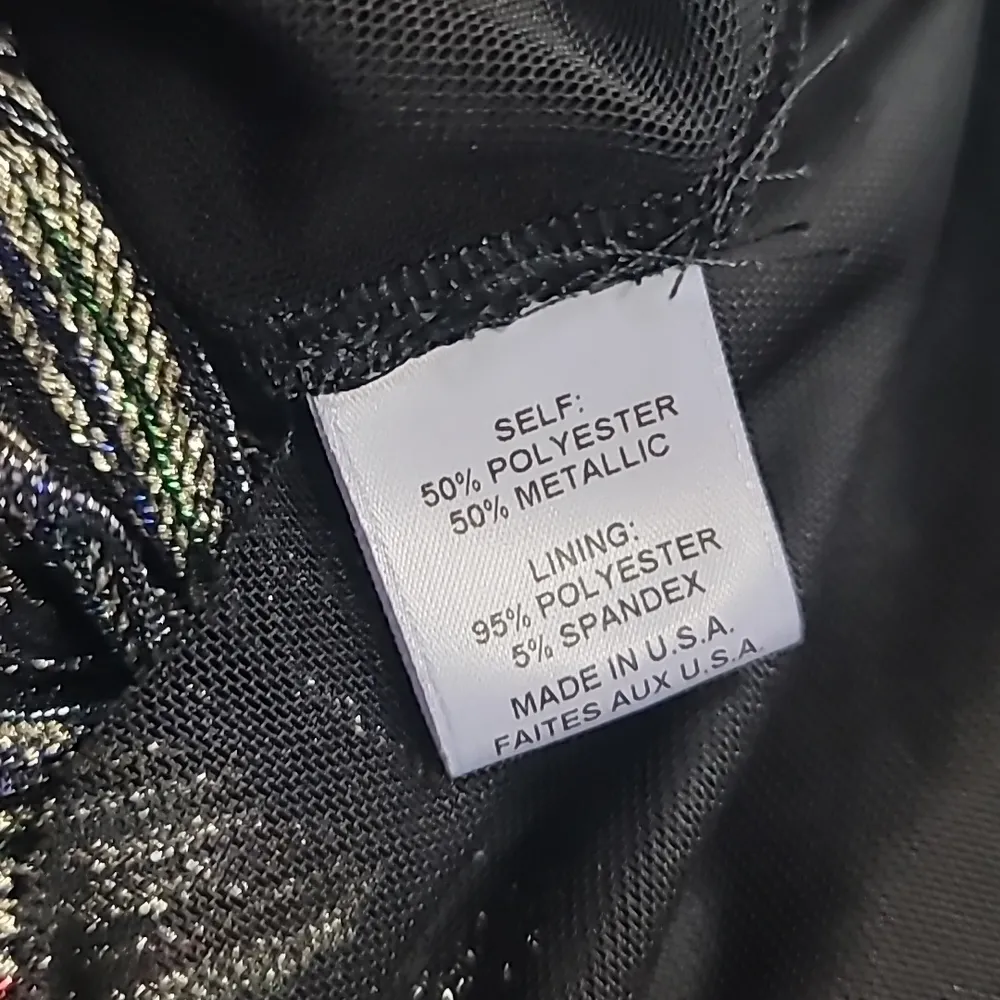 SELF:
50% POLYESTER
50% METALLIC
LINING:
95% POLYESTER
5% SPANDEX
MADE IN U.S.A.
FAITES AUX U.S.A.